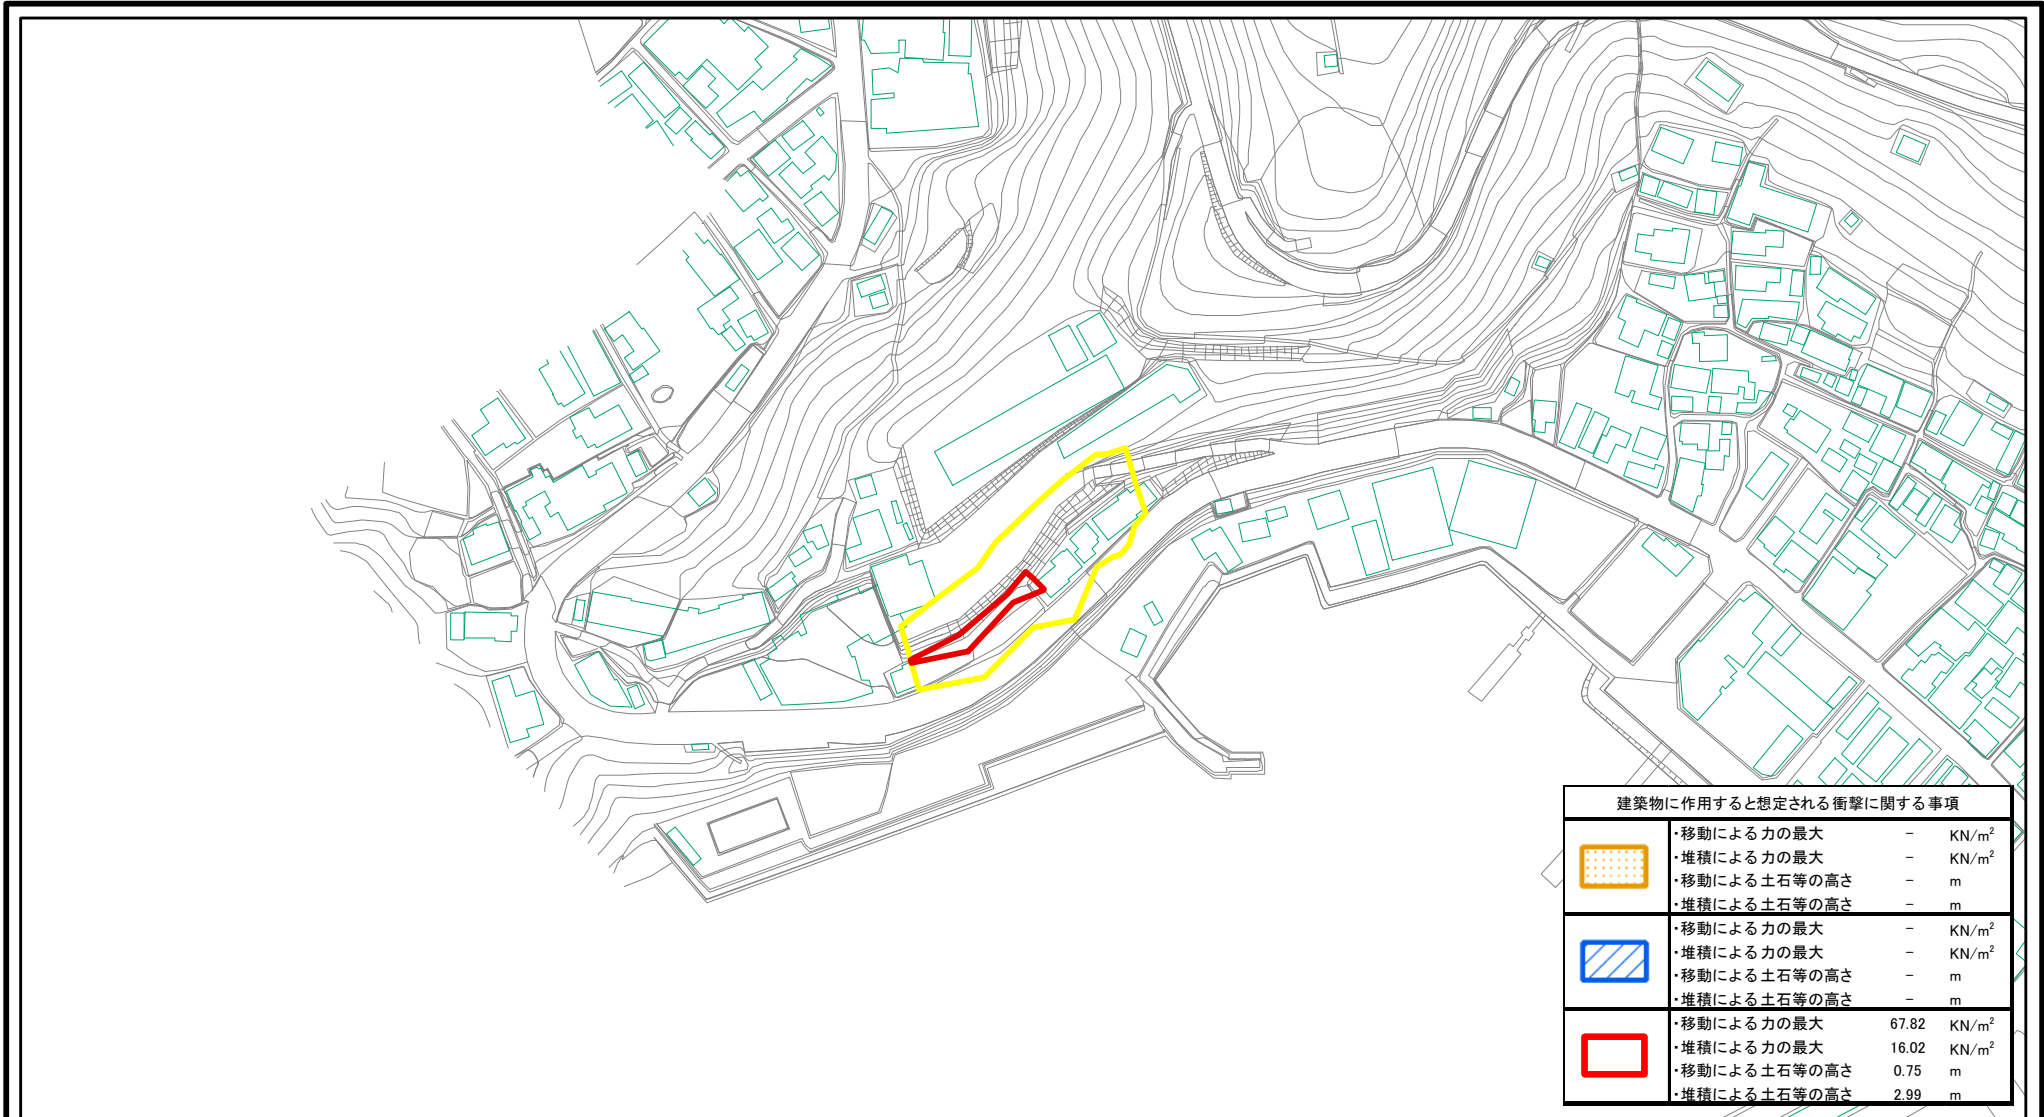 建築物に作用すると想定される衝撃に関する事項
・移動による力の最大 - KN/m²
・堆積による力の最大 - KN/m²
・移動による土石等の高さ - m
・堆積による土石等の高さ - m
・移動による力の最大 - KN/m²
・堆積による力の最大 - KN/m²
・移動による土石等の高さ - m
・堆積による土石等の高さ - m
・移動による力の最大 67.82 KN/m²
・堆積による力の最大 16.02 KN/m²
・移動による土石等の高さ 0.75 m
・堆積による土石等の高さ 2.99 m